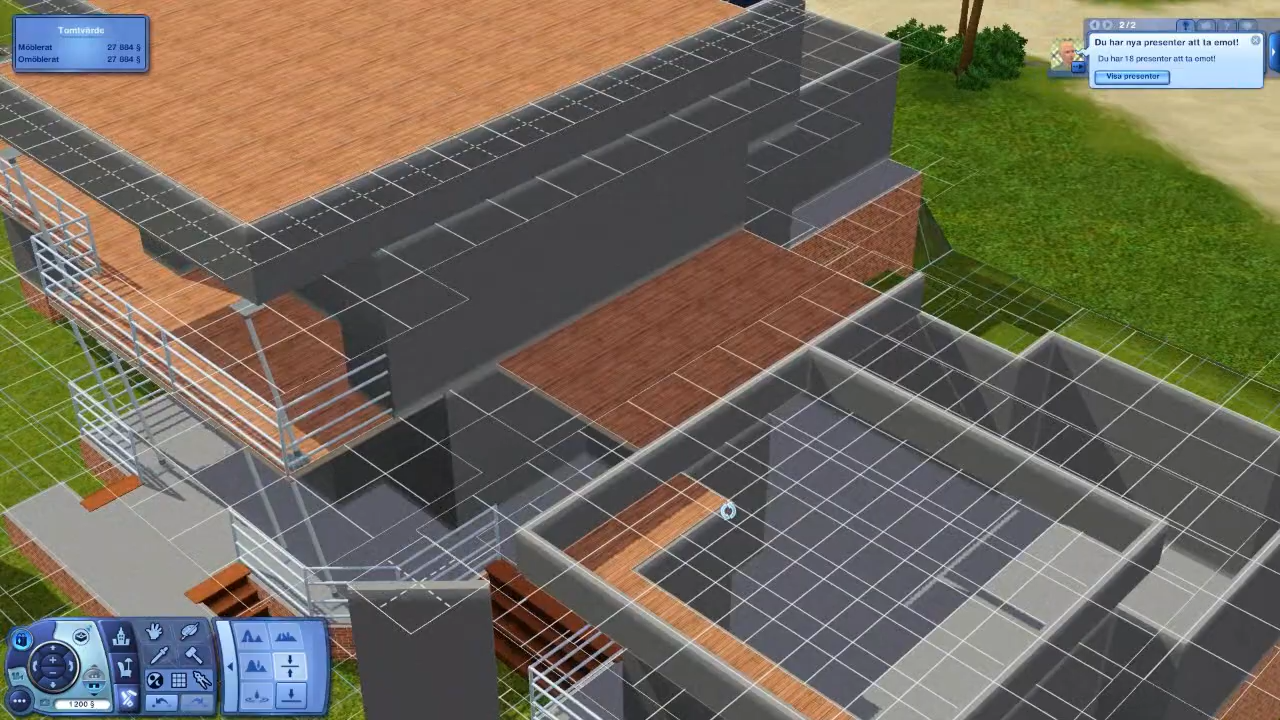 Tomtvärde
Möblerat 27 884 §
Omöblerat 27 884 §
2/2
Du har nya presenter att ta emot!
Du har 18 presenter att ta emot!
Visa presenter
1 200 §